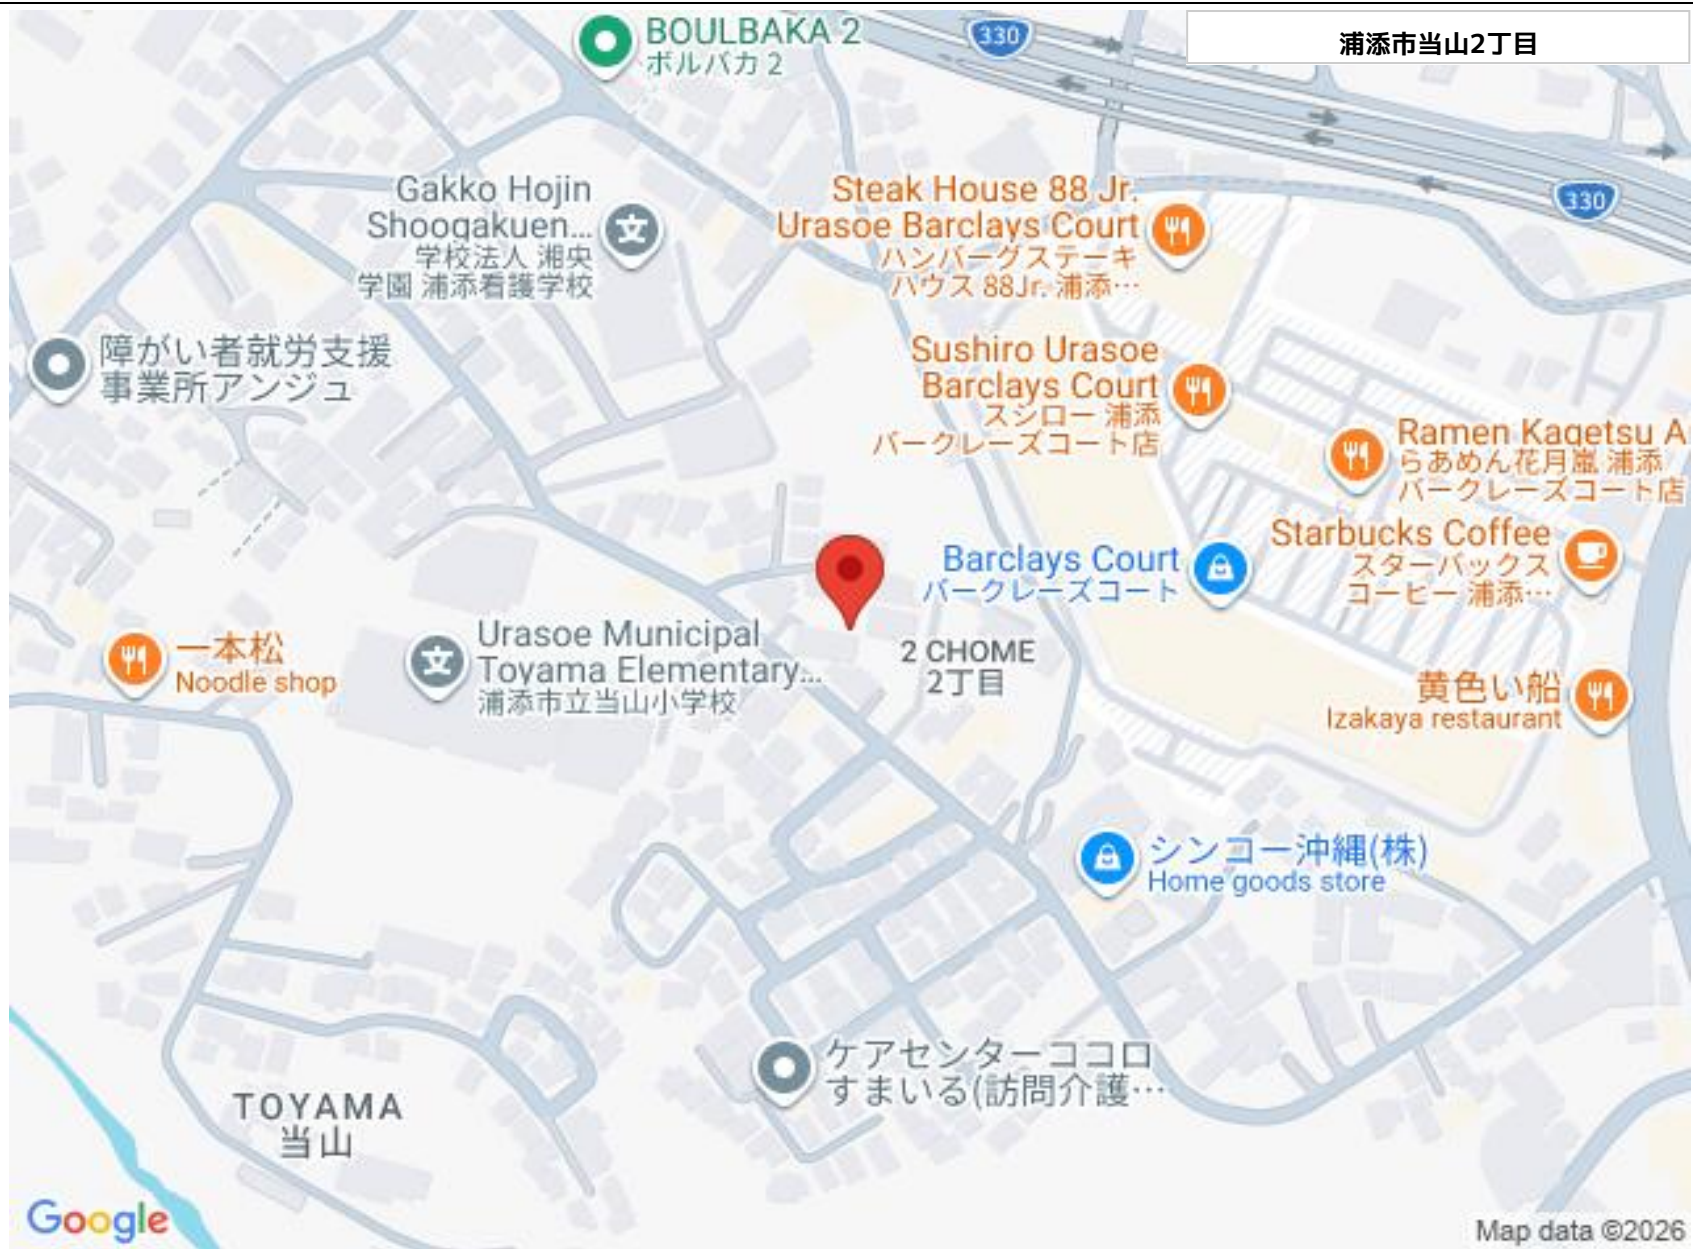 BOULBAKA 2
ボルバカ 2
330
浦添市当山2丁目
Gakko Hojin
Shoogakuen...
学校法人 湘央
学園 浦添看護学校
Steak House 88 Jr.
Urasoe Barclays Court
ハンバーグステーキ
ハウス 88Jr. 浦添…
330
障がい者就労支援
事業所アンジュ
Sushiro Urasoe
Barclays Court
スシロー 浦添
バークレーズコート店
Ramen Kagetsu A
らあめん花月嵐 浦添
バークレーズコート店
Starbucks Coffee
スターバックス
コーヒー 浦添…
Barclays Court
バークレーズコート
一本松
Noodle shop
Urasoe Municipal
Toyama Elementary...
浦添市立当山小学校
2 CHOME
2丁目
黄色い船
Izakaya restaurant
シンコー沖縄(株)
Home goods store
ケアセンターココロ
すまいる(訪問介護…
TOYAMA
当山
Google
Map data ©2026